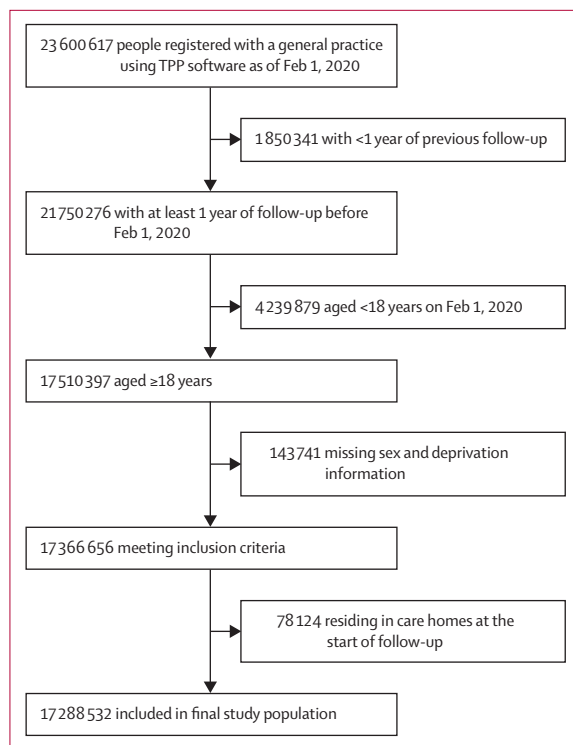 23 600 617 people registered with a general practice
using TPP software as of Feb 1, 2020
1 850 341 with <1 year of previous follow-up
21 750 276 with at least 1 year of follow-up before
Feb 1, 2020
4 239 879 aged <18 years on Feb 1, 2020
17 510 397 aged ≥18 years
143 741 missing sex and deprivation
information
17 366 656 meeting inclusion criteria
78 124 residing in care homes at the
start of follow-up
17 288 532 included in final study population